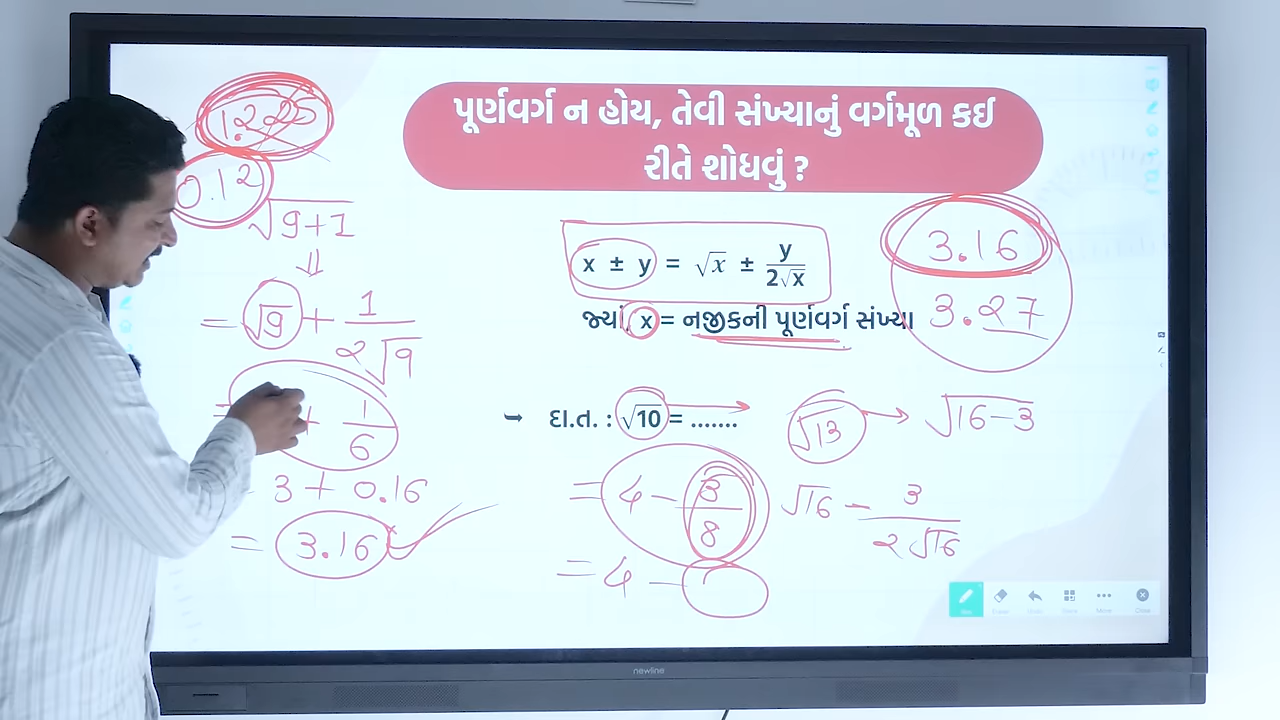 પૂર્ણવર્ગ ન હોય, તેવી સંખ્યાનું વર્ગમૂળ કઈ
રીતે શોધવું ?
0.12
√9+1
⇓
= √9 + 1/2√9
+ 1/6
3 + 0.16
= 3.16
x ± y = √x ± y/2√x
જ્યાં, x = નજીકની પૂર્ણવર્ગ સંખ્યા
3.16
3.27
➥ દા.ત. : √10 = .......
√13 → √16-3
√16 - 3/2√16
= 4 - 3/8
= 4 -
More
Close
newline